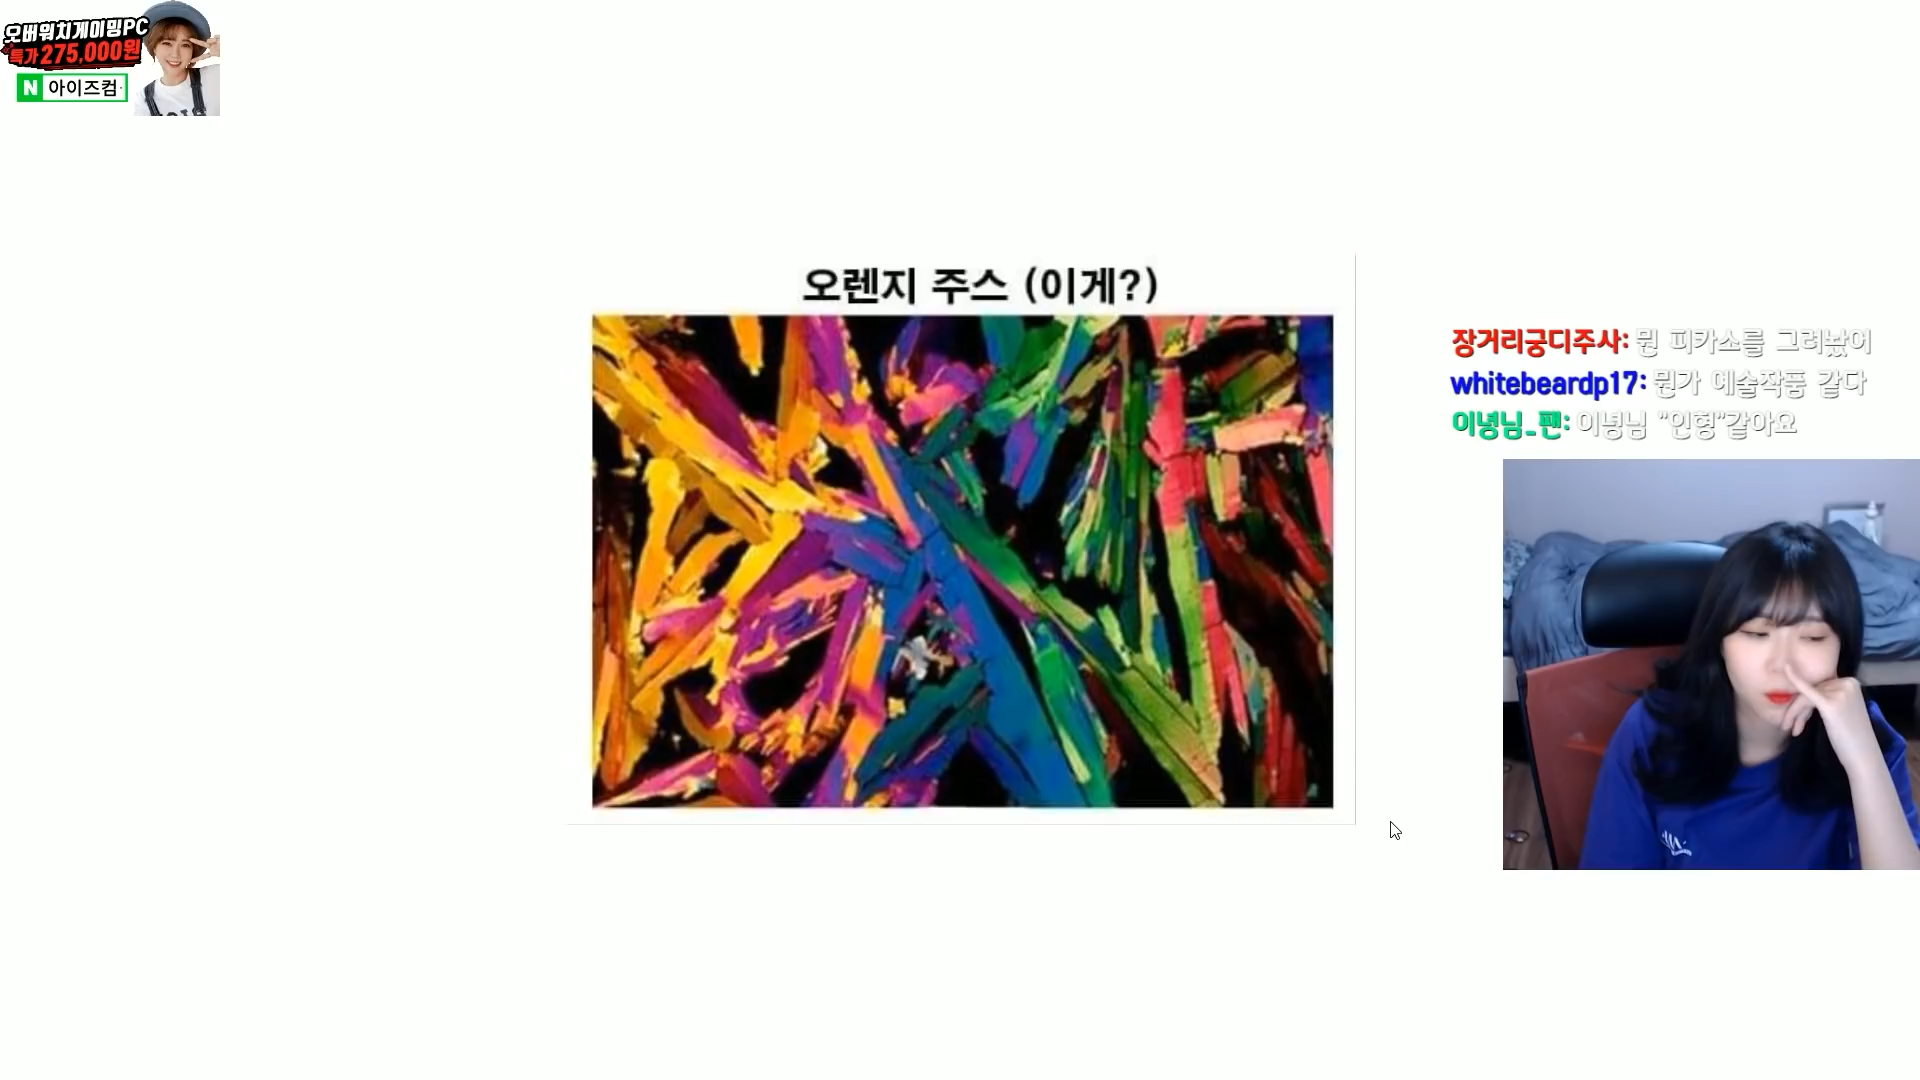 오버워치게이밍PC
특가 275,000원
N 아이즈컴
오렌지 주스 (이게?)
장거리궁디주사: 뭔 피카소를 그려놨어
whitebeardp17: 뭔가 예술작품 같다
이녕님_팬: 이녕님 "인형"같아요